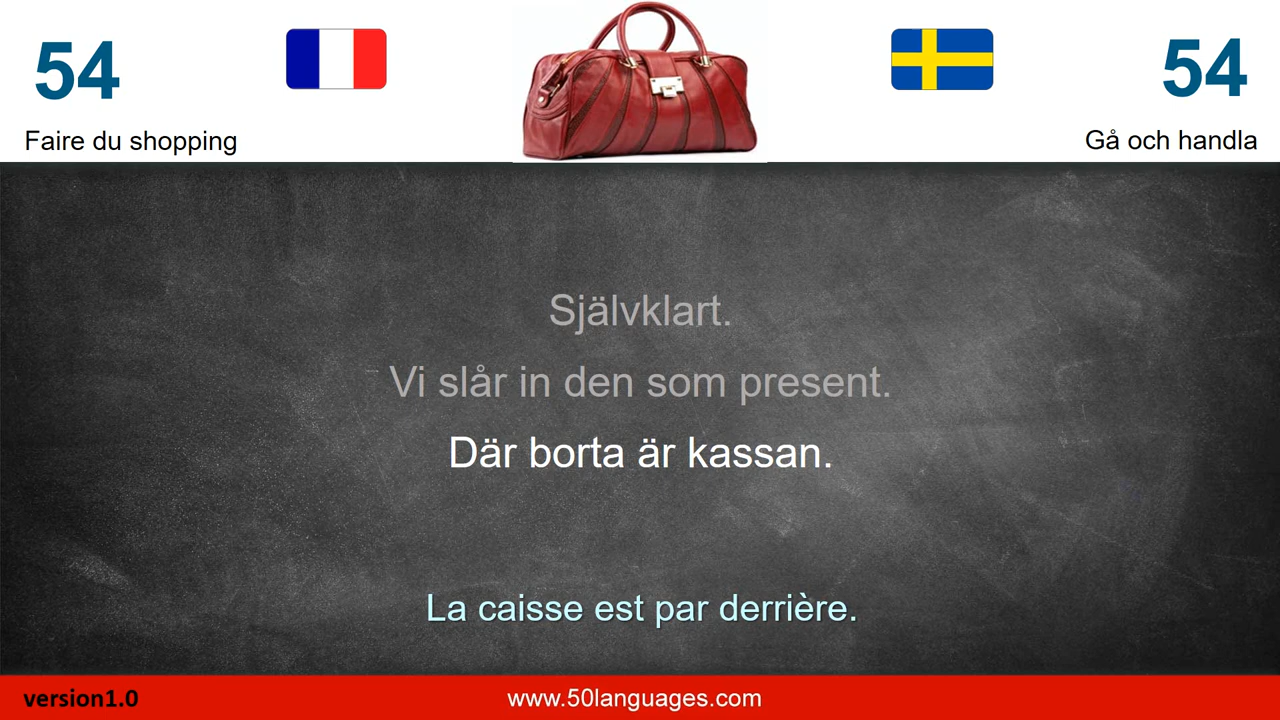 54
54
Faire du shopping
Gå och handla
Självklart.
Vi slår in den som present.
Där borta är kassan.
La caisse est par derrière.
version1.0
www.50languages.com